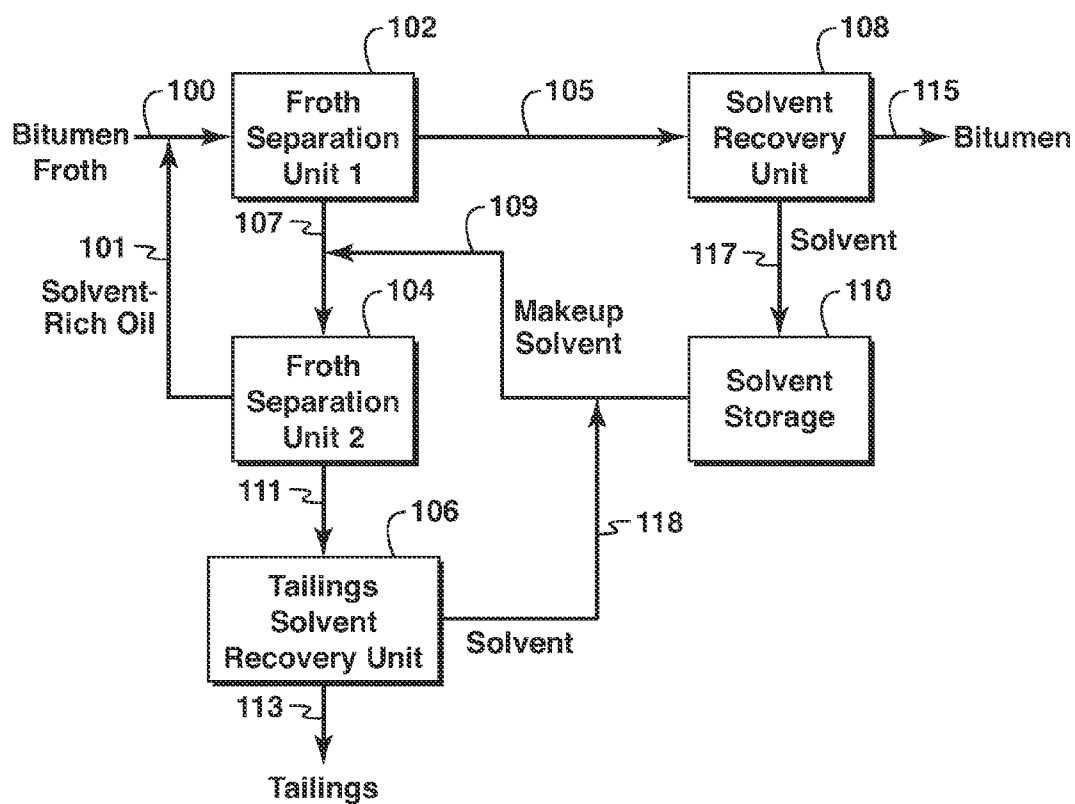 102
108
100
Bitumen
Froth
Froth
Separation
Unit 1
105
Solvent
Recovery
Unit
115
Bitumen
107
109
101
Solvent-
Rich Oil
104
Makeup
Solvent
117
Solvent
110
Froth
Separation
Unit 2
Solvent
Storage
111
106
118
Tailings
Solvent
Recovery Unit
Solvent
113
Tailings